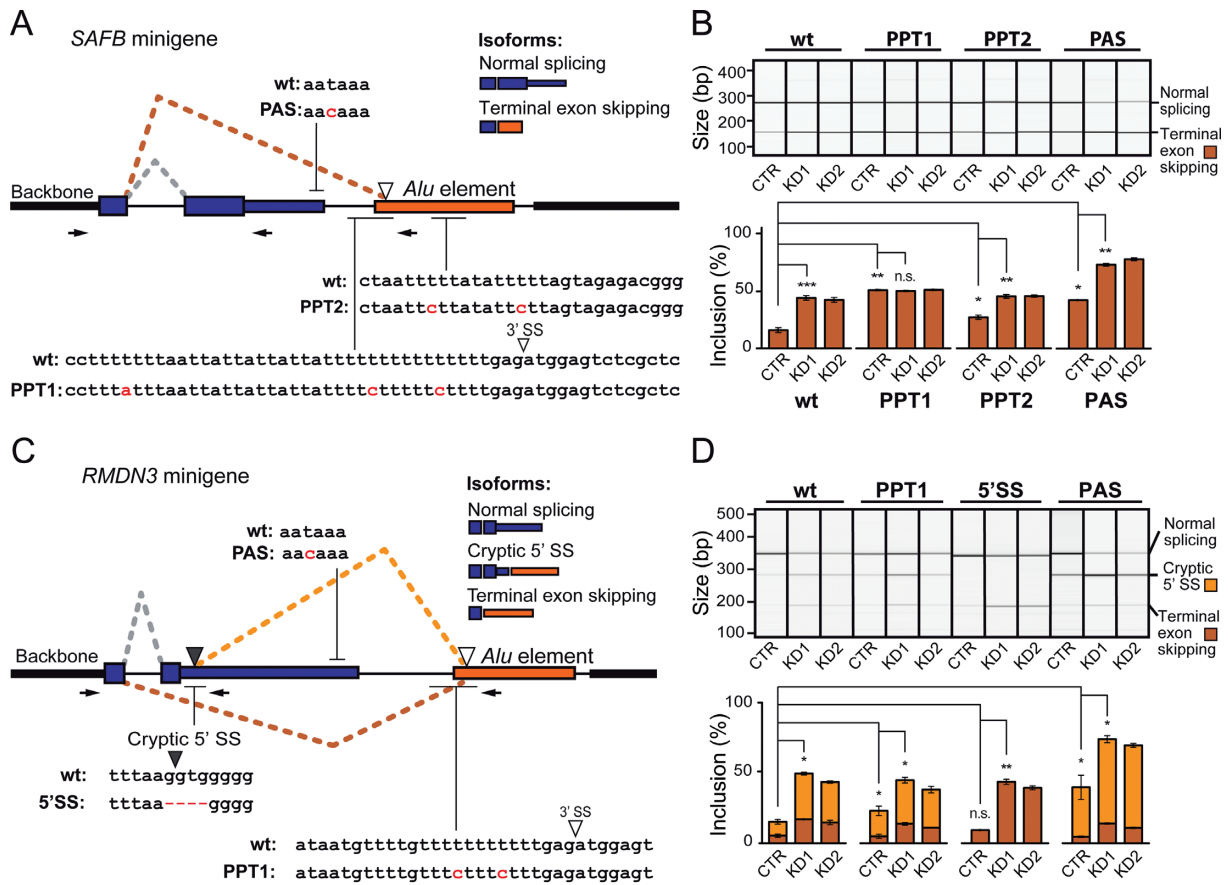 A
SAFB minigene
wt: aataaa
PAS: aacaaa
Isoforms:
Normal splicing
Terminal exon skipping
Backbone
Alu element
wt: ctaattttttatatttttagtagagacggg
PPT2: ctaattcttatattcttagtagagacggg
3' SS
wt: cctttttttaattattattattattttttttttttttttgagatggagtctcgctc
PPT1: cctttatttaattattattattattttctttttctttttgagatggagtctcgctc
B
wt PPT1 PPT2 PAS
Size (bp)
400
300
200
100
Normal splicing
Terminal exon skipping
CTR KD1 KD2 CTR KD1 KD2 CTR KD1 KD2 CTR KD1 KD2
Inclusion (%)
100
50
0
*** ** n.s. * ** * **
CTR KD1 KD2 CTR KD1 KD2 CTR KD1 KD2 CTR KD1 KD2
wt PPT1 PPT2 PAS
C
RMDN3 minigene
wt: aataaa
PAS: aacaaa
Isoforms:
Normal splicing
Cryptic 5' SS
Terminal exon skipping
Backbone
Alu element
Cryptic 5' SS
wt: tttaaggtggggg
5'SS: tttaa----gggg
3' SS
wt: ataatgttttgtttttttttttgagatggagt
PPT1: ataatgttttgtttctttctttgagatggagt
D
wt PPT1 5'SS PAS
Size (bp)
500
400
300
200
100
Normal splicing
Cryptic 5' SS
Terminal exon skipping
CTR KD1 KD2 CTR KD1 KD2 CTR KD1 KD2 CTR KD1 KD2
Inclusion (%)
100
50
0
* * * n.s. ** * *
CTR KD1 KD2 CTR KD1 KD2 CTR KD1 KD2 CTR KD1 KD2